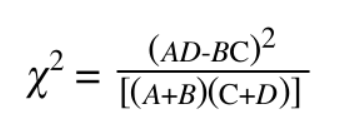 χ² = (AD-BC)² / [(A+B)(C+D)]